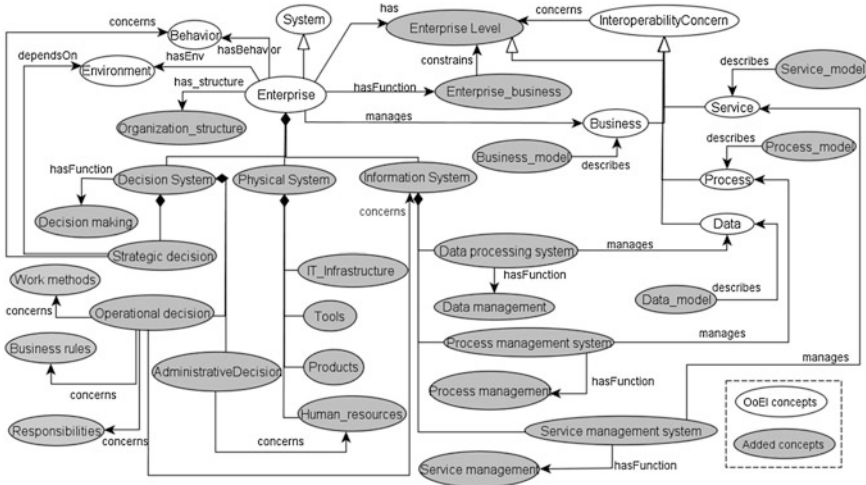 System
has
Enterprise Level
concerns
InteroperabilityConcern
concerns
Behavior
hasBehavior
dependsOn
hasEnv
Environment
constrains
describes
Service_model
has_structure
Enterprise
hasFunction
Enterprise_business
Service
Organization_structure
manages
Business
describes
Process_model
Business_model
describes
hasFunction
Decision System
Physical System
Information System
Process
concerns
Decision making
Data
Strategic decision
Data processing system
manages
Work methods
IT_Infrastructure
hasFunction
describes
concerns
Operational decision
Data management
Data_model
Tools
Process management system
manages
Business rules
AdministrativeDecision
Products
manages
concerns
Process management
hasFunction
Responsibilities
concerns
Human_resources
concerns
Service management system
OoEI concepts
Service management
hasFunction
Added concepts